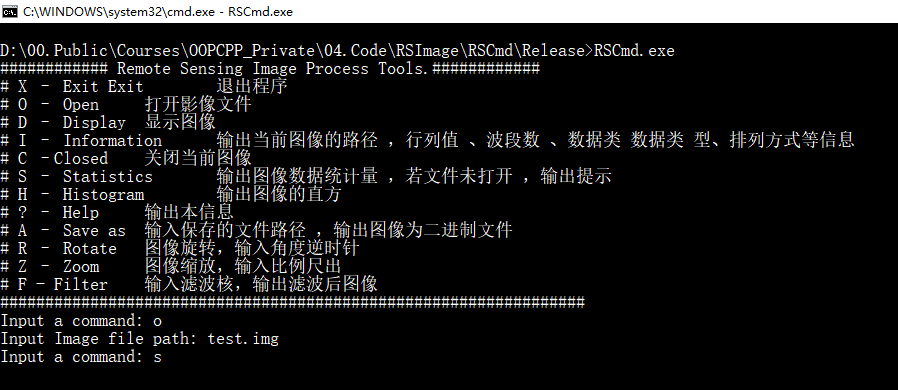 C:\WINDOWS\system32\cmd.exe - RSCmd.exe
D:\00.Public\Courses\OOPCPP_Private\04.Code\RSImage\RSCmd\Release>RSCmd.exe
############ Remote Sensing Image Process Tools.############
# X - Exit Exit 退出程序
# O - Open 打开影像文件
# D - Display 显示图像
# I - Information 输出当前图像的路径 ，行列值 、波段数 、数据类 数据类 型、排列方式等信息
# C -Closed 关闭当前图像
# S - Statistics 输出图像数据统计量 ，若文件未打开 ，输出提示
# H - Histogram 输出图像的直方
# ? - Help 输出本信息
# A - Save as 输入保存的文件路径 ，输出图像为二进制文件
# R - Rotate 图像旋转，输入角度逆时针
# Z - Zoom 图像缩放，输入比例尺出
# F - Filter 输入滤波核，输出滤波后图像
#################################################################
Input a command: o
Input Image file path: test.img
Input a command: s